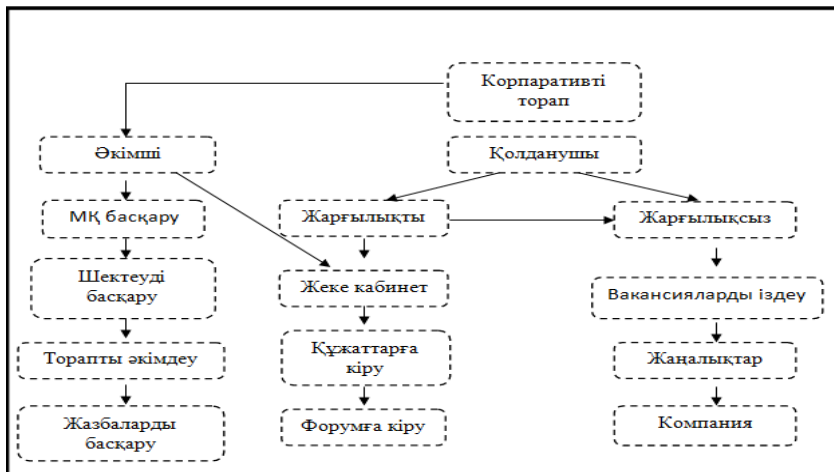 Корпаративті
торап
Әкімші
Қолданушы
МҚ басқару
Жарғылықты
Жарғылықсыз
Шектеуді
басқару
Жеке кабинет
Вакансияларды іздеу
Торапты әкімдеу
Құжаттарға
кіру
Жаңалықтар
Жазбаларды
басқару
Форумға кіру
Компания